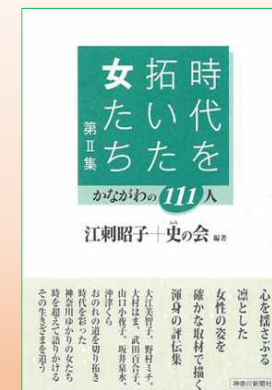 時代を
拓いた
女たち
第Ⅱ集
かながわの111人
江刺昭子+史の会 編著
心を揺さぶる
凛とした
女性の姿を
確かな取材で描く
渾身の評伝集
大江美智子、野村ミチ、
大村はま、武田百合子、
山口小夜子、坂井泉水、
沖津くら
おのれの道を切り拓き
時代を彩った
神奈川ゆかりの女たち
時を超えて語りかける
その生きざまを追う
神奈川新聞社